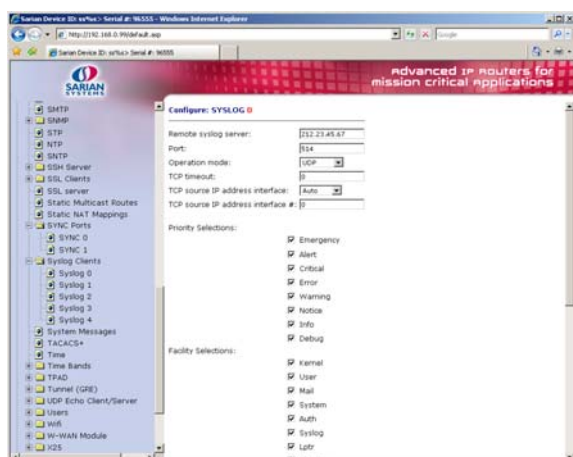 Sarian Device ID: ss%s> Serial #: 96555 - Windows Internet Explorer
http://192.168.0.99/default.asp
Google
Sarian Device ID: ss%s> Serial #: 96555
SARIAN
SYSTEMS
Advanced IP Routers for
mission critical Applications
SMTP
SNMP
STP
NTP
SNTP
SSH Server
SSL Clients
SSL server
Static Multicast Routes
Static NAT Mappings
SYNC Ports
SYNC 0
SYNC 1
Syslog Clients
Syslog 0
Syslog 1
Syslog 2
Syslog 3
Syslog 4
System Messages
TACACS+
Time
Time Bands
TPAD
Tunnel (GRE)
UDP Echo Client/Server
Users
Wifi
W-WAN Module
X25
Configure: SYSLOG 0
Remote syslog server: 212.23.45.67
Port: 514
Operation mode: UDP
TCP timeout: 0
TCP source IP address interface: Auto
TCP source IP address interface #: 0
Priority Selections:
Emergency
Alert
Critical
Error
Warning
Notice
Info
Debug
Facility Selections:
Kernel
User
Mail
System
Auth
Syslog
Lptr